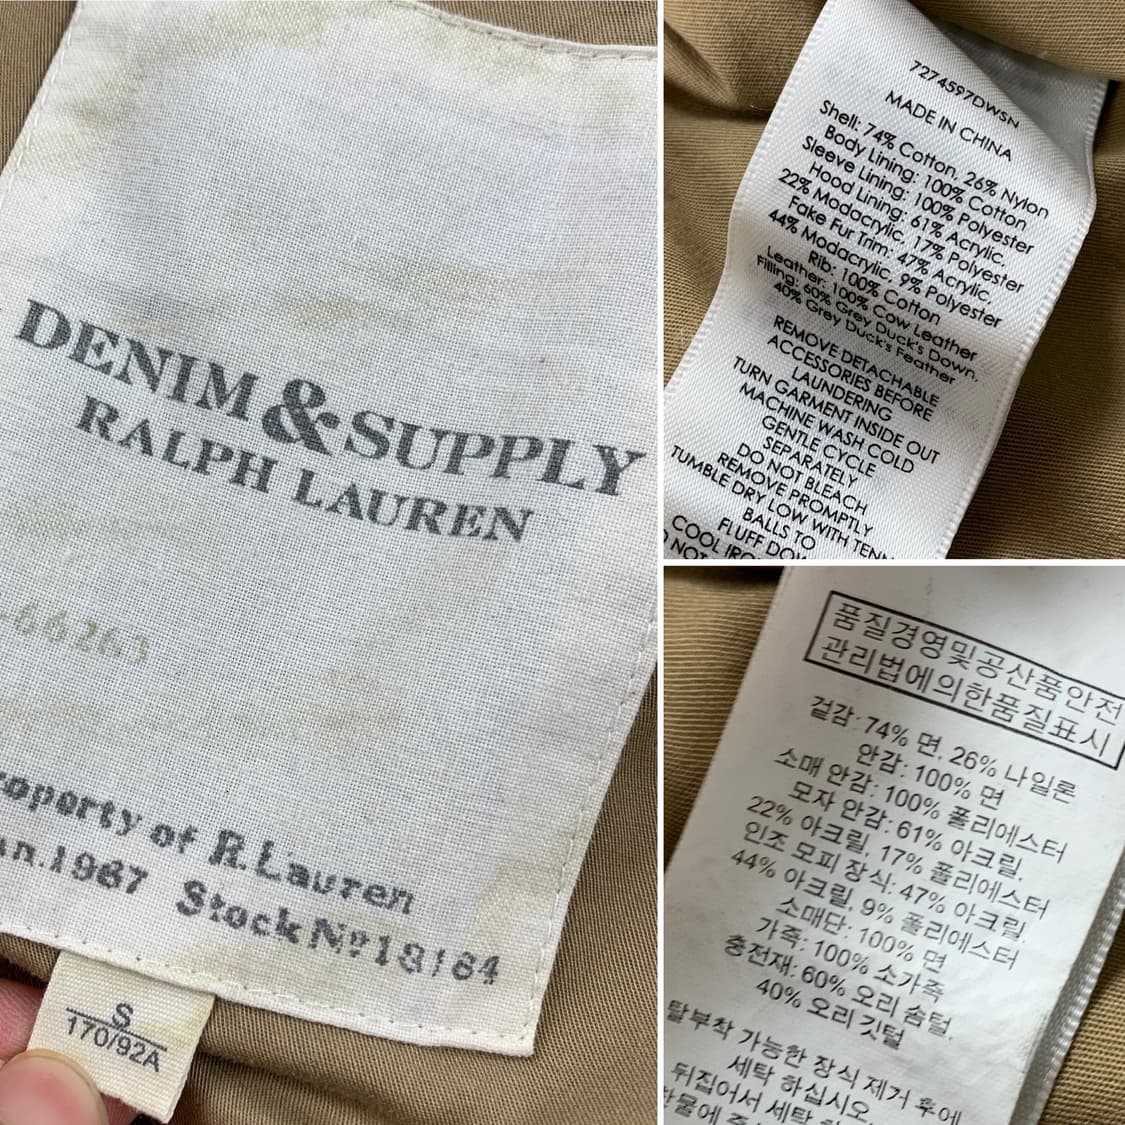 DENIM & SUPPLY
RALPH LAUREN
-66263
roperty of R.Lauren
an.1967 Stock No 18164
S
170/92A
7274597DWSN
MADE IN CHINA
Shell: 74% Cotton, 26% Nylon
Body Lining: 100% Cotton
Sleeve Lining: 100% Polyester
Hood Lining: 61% Acrylic,
22% Modacrylic, 17% Polyester
Fake Fur Trim: 47% Acrylic,
44% Modacrylic, 9% Polyester
Rib: 100% Cotton
Leather: 100% Cow Leather
Filling: 60% Grey Duck's Down,
40% Grey Duck's Feather
REMOVE DETACHABLE
ACCESSORIES BEFORE
LAUNDERING
TURN GARMENT INSIDE OUT
MACHINE WASH COLD
GENTLE CYCLE
SEPARATELY
DO NOT BLEACH
REMOVE PROMPTLY
TUMBLE DRY LOW WITH TENN
BALLS TO
FLUFF DOW
COOL IRO
O NOT
품질경영및공산품안전
관리법에의한품질표시
겉감: 74% 면, 26% 나일론
안감: 100% 면
소매 안감: 100% 폴리에스터
모자 안감: 61% 아크릴,
22% 아크릴, 17% 폴리에스터
인조 모피 장식: 47% 아크릴,
44% 아크릴, 9% 폴리에스터
소매단: 100% 면
가죽: 100% 소가죽
충전재: 60% 오리 솜털,
40% 오리 깃털
탈부착 가능한 장식 제거 후에
세탁 하십시오
뒤집어서 세탁
찬물에